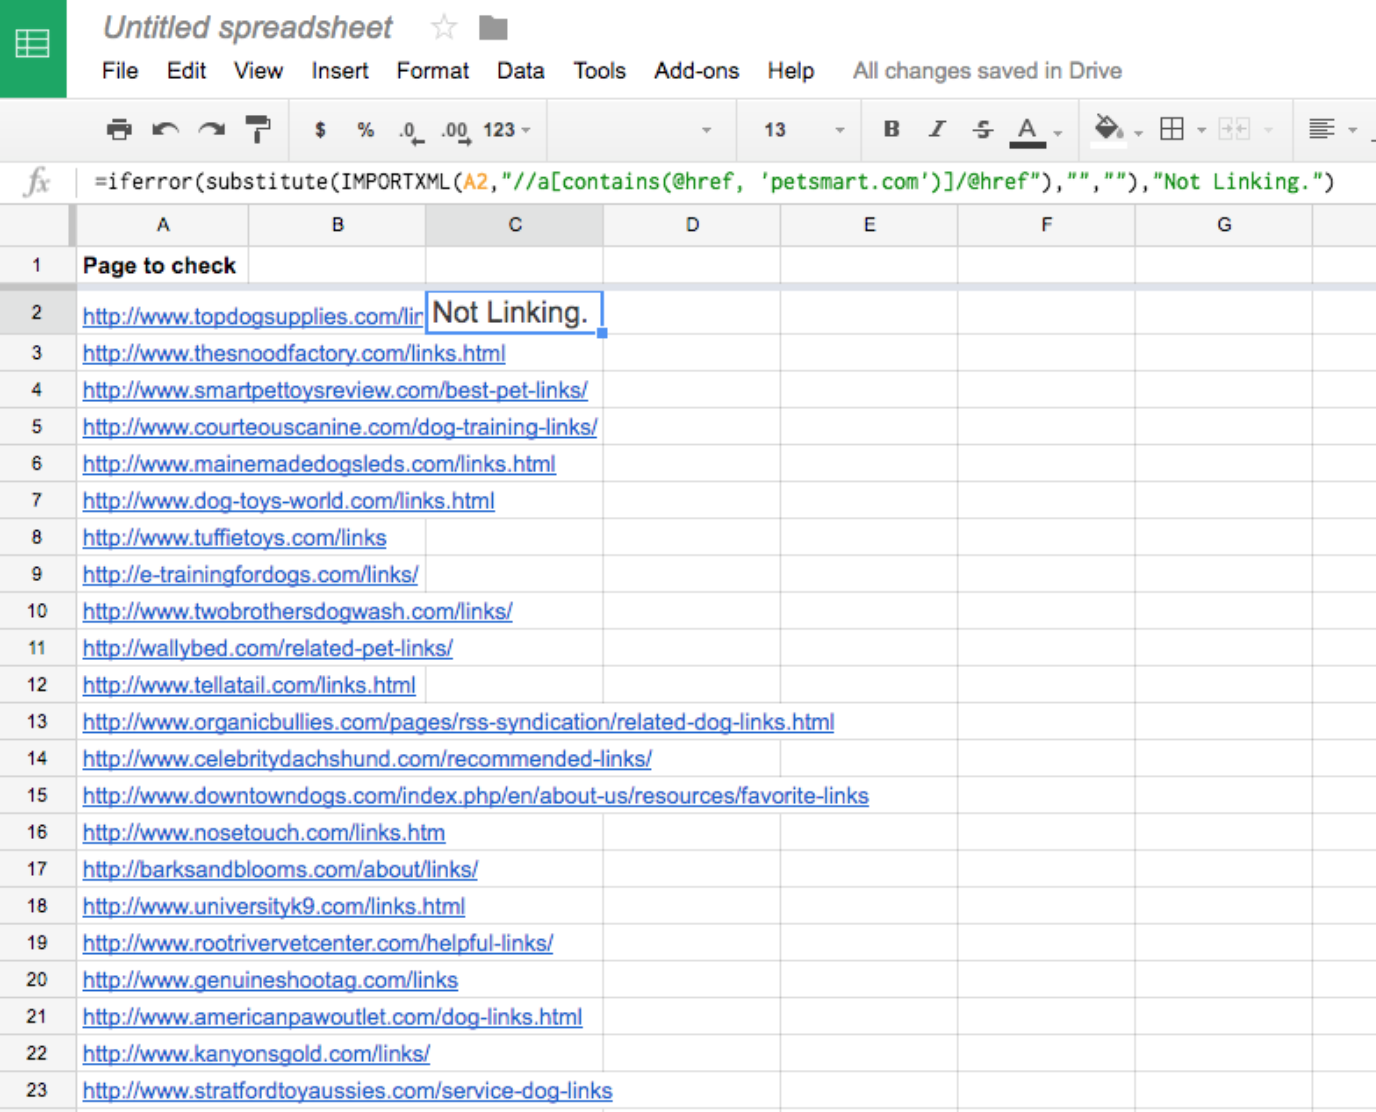 Untitled spreadsheet
File Edit View Insert Format Data Tools Add-ons Help All changes saved in Drive
$ % .0 .00 123 13 B I S A
fx =iferror(substitute(IMPORTXML(A2,"//a[contains(@href, 'petsmart.com')]/@href"),"",""),"Not Linking.")
A B C D E F G
1 Page to check
2 http://www.topdogsupplies.com/lin Not Linking.
3 http://www.thesnoodfactory.com/links.html
4 http://www.smartpettoysreview.com/best-pet-links/
5 http://www.courteouscanine.com/dog-training-links/
6 http://www.mainemadedogsleds.com/links.html
7 http://www.dog-toys-world.com/links.html
8 http://www.tuffietoys.com/links
9 http://e-trainingfordogs.com/links/
10 http://www.twobrothersdogwash.com/links/
11 http://wallybed.com/related-pet-links/
12 http://www.tellatail.com/links.html
13 http://www.organicbullies.com/pages/rss-syndication/related-dog-links.html
14 http://www.celebritydachshund.com/recommended-links/
15 http://www.downtowndogs.com/index.php/en/about-us/resources/favorite-links
16 http://www.nosetouch.com/links.htm
17 http://barksandblooms.com/about/links/
18 http://www.universityk9.com/links.html
19 http://www.rootrivervetcenter.com/helpful-links/
20 http://www.genuineshootag.com/links
21 http://www.americanpawoutlet.com/dog-links.html
22 http://www.kanyonsgold.com/links/
23 http://www.stratfordtoyaussies.com/service-dog-links